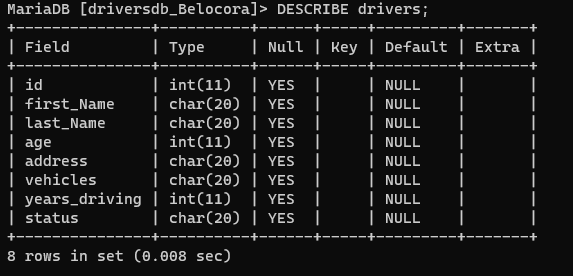 MariaDB [driversdb_Belocora]> DESCRIBE drivers;
+---------------+----------+------+-----+---------+-------+
| Field         | Type     | Null | Key | Default | Extra |
+---------------+----------+------+-----+---------+-------+
| id            | int(11)  | YES  |     | NULL    |       |
| first_Name    | char(20) | YES  |     | NULL    |       |
| last_Name     | char(20) | YES  |     | NULL    |       |
| age           | int(11)  | YES  |     | NULL    |       |
| address       | char(20) | YES  |     | NULL    |       |
| vehicles      | char(20) | YES  |     | NULL    |       |
| years_driving | int(11)  | YES  |     | NULL    |       |
| status        | char(20) | YES  |     | NULL    |       |
+---------------+----------+------+-----+---------+-------+
8 rows in set (0.008 sec)